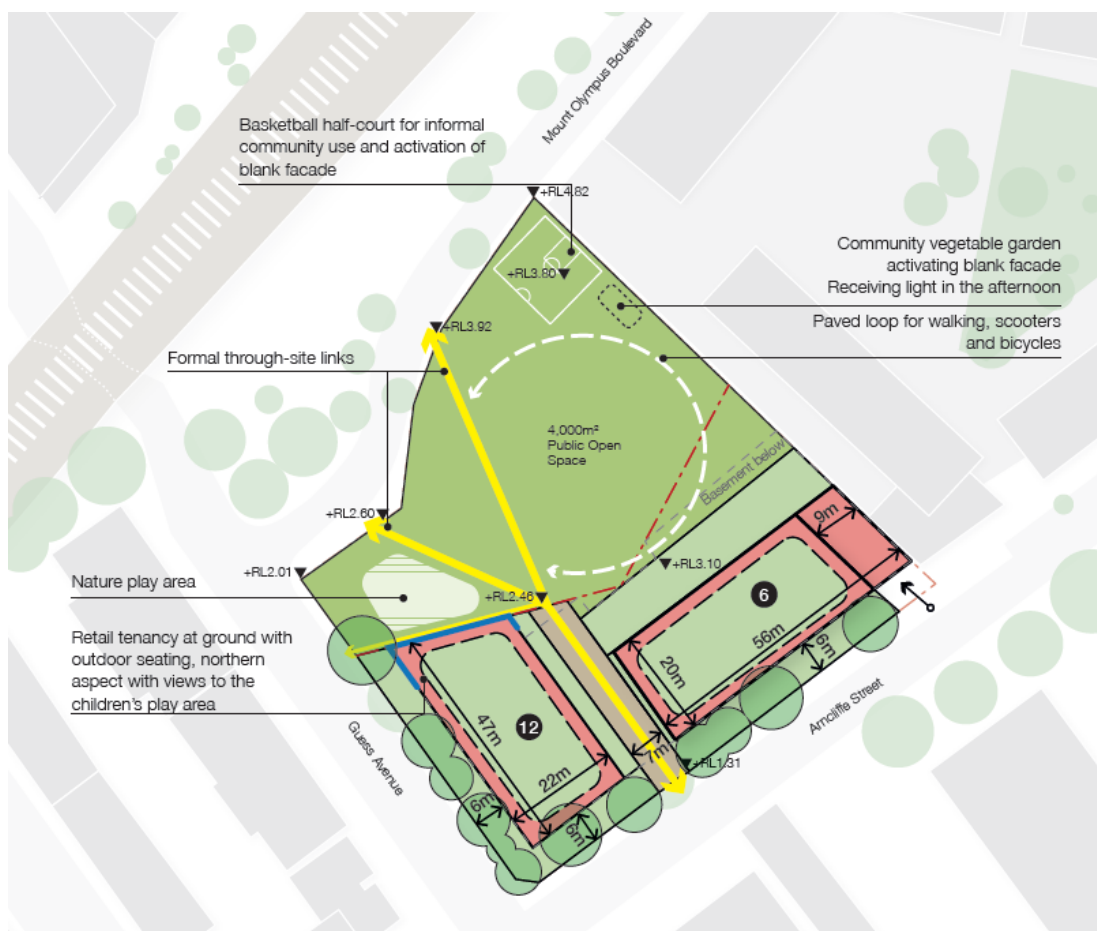 Mount Olympus Boulevard
Basketball half-court for informal
community use and activation of
blank facade
+RL4.82
+RL3.80
Community vegetable garden
activating blank facade
Receiving light in the afternoon
Paved loop for walking, scooters
and bicycles
+RL3.92
Formal through-site links
4,000m²
Public Open
Space
Basement below
+RL2.60
9m
+RL2.01
+RL3.10
Nature play area
+RL2.46
6
56m
6m
20m
Retail tenancy at ground with
outdoor seating, northern
aspect with views to the
children's play area
47m
12
22m
7m
+RL1.31
Arncliffe Street
Guess Avenue
6m
6m